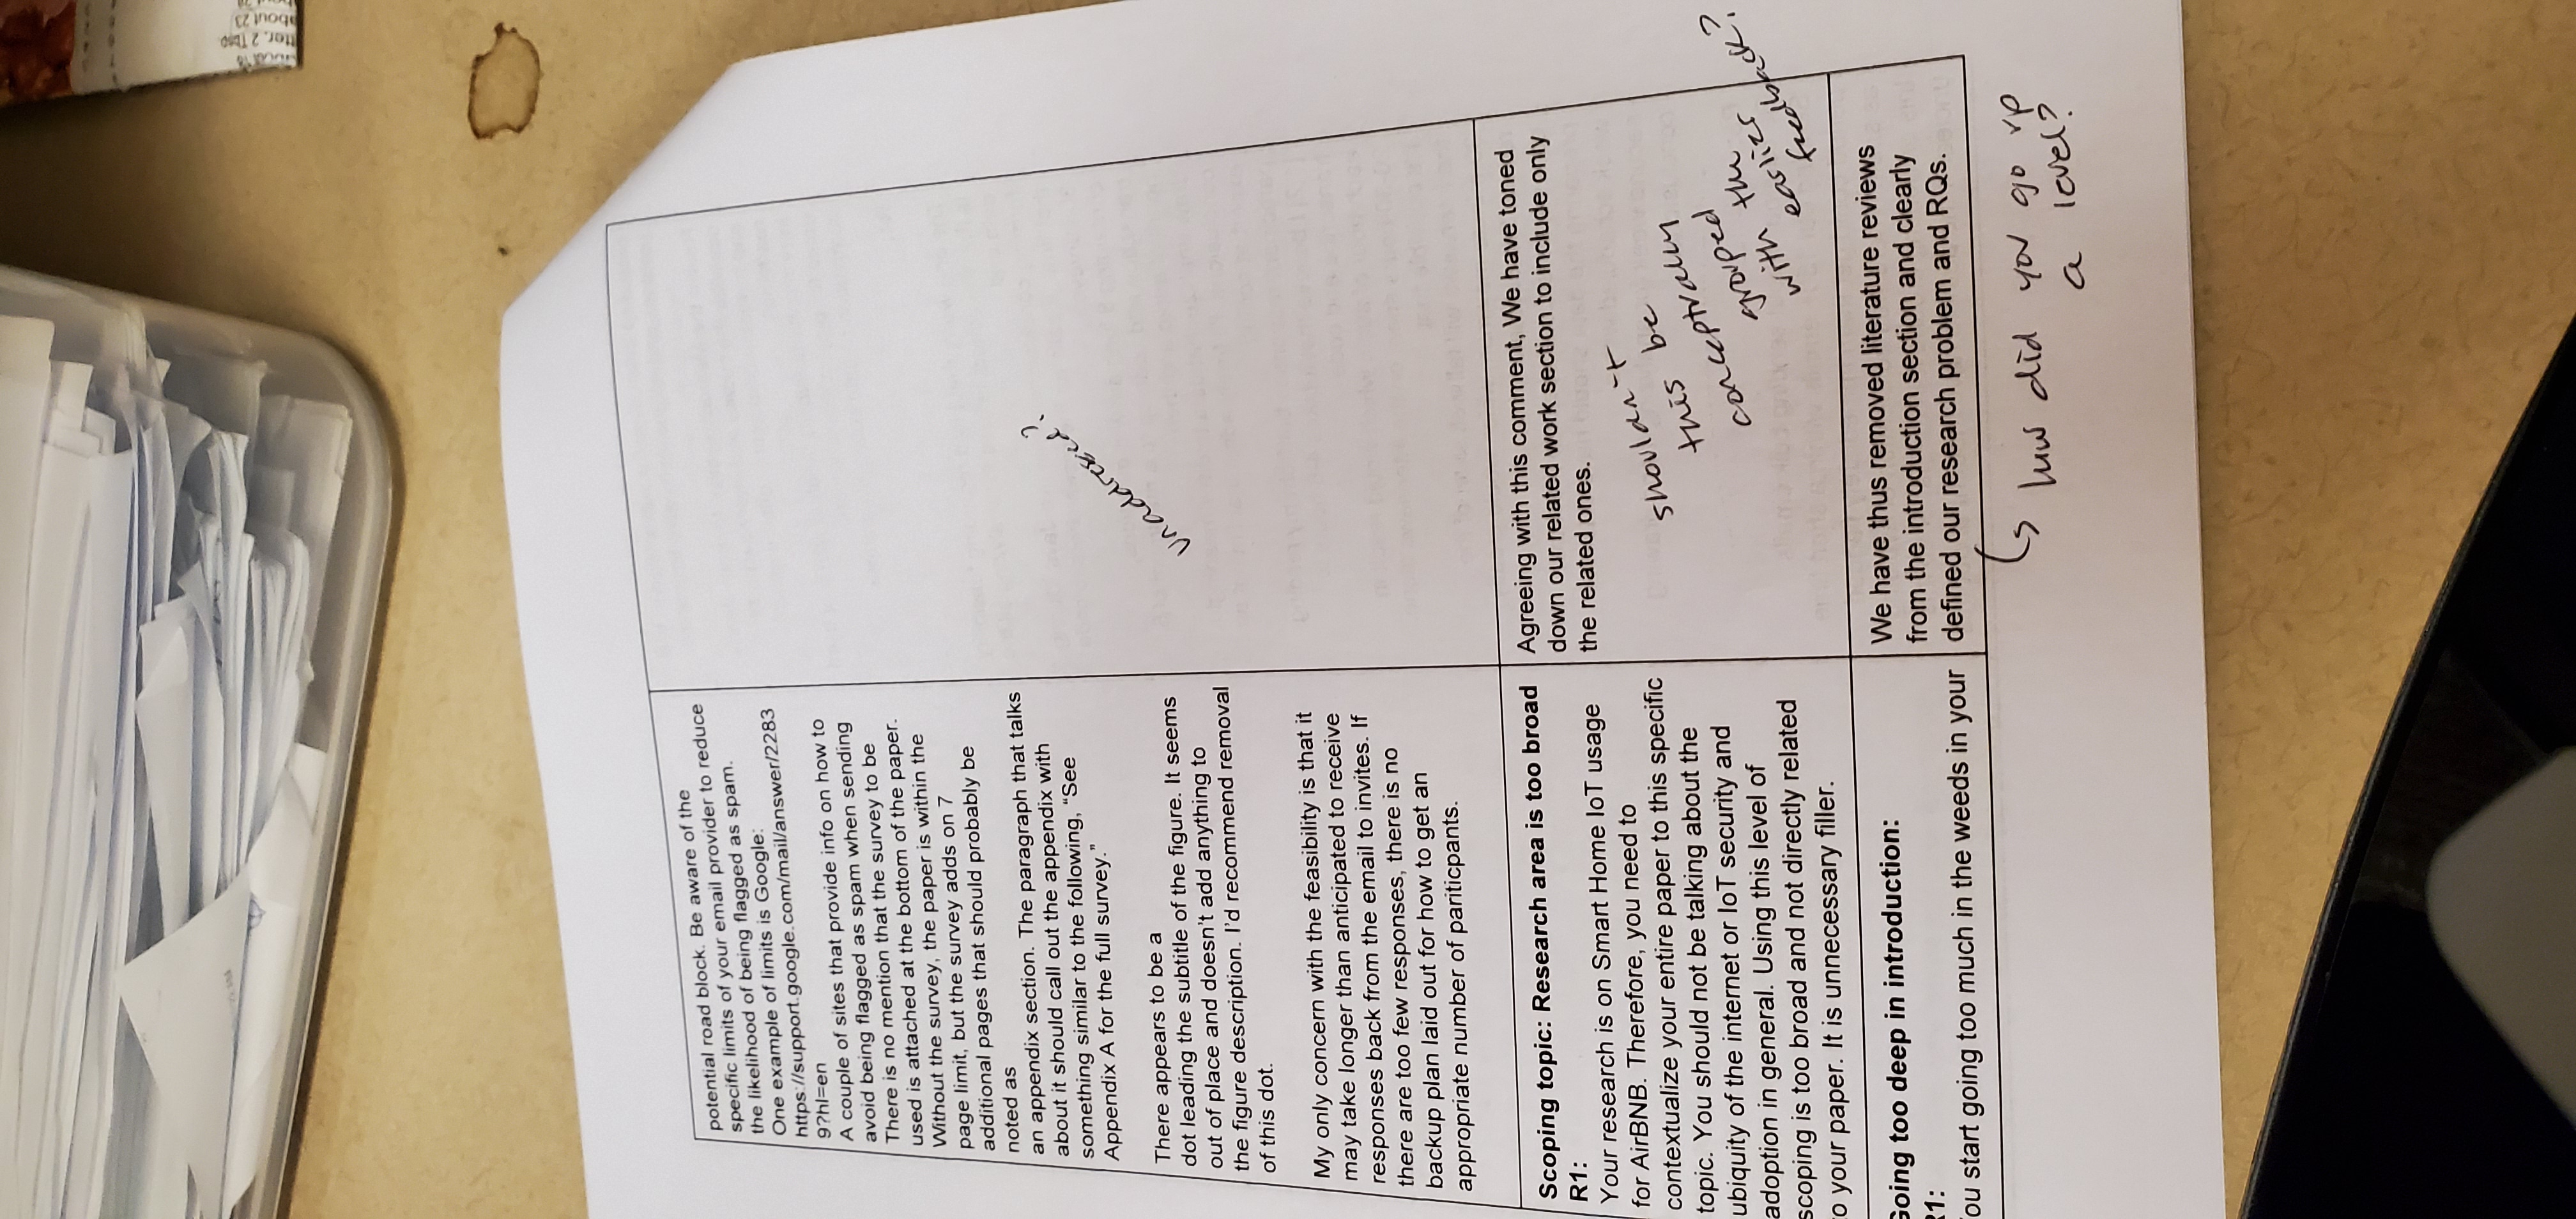 tter. 2 Tbsp.
about 23
potential road block. Be aware of the
specific limits of your email provider to reduce
the likelihood of being flagged as spam.
One example of limits is Google:
https://support.google.com/mail/answer/2283
9?hl=en
A couple of sites that provide info on how to
avoid being flagged as spam when sending
There is no mention that the survey to be
used is attached at the bottom of the paper.
Without the survey, the paper is within the
page limit, but the survey adds on 7
additional pages that should probably be
noted as
an appendix section. The paragraph that talks
about it should call out the appendix with
something similar to the following, “See
Appendix A for the full survey.”
There appears to be a
dot leading the subtitle of the figure. It seems
out of place and doesn’t add anything to
the figure description. I’d recommend removal
of this dot.
My only concern with the feasibility is that it
may take longer than anticipated to receive
responses back from the email to invites. If
there are too few responses, there is no
backup plan laid out for how to get an
appropriate number of pariticpants.
unaddressed?
Scoping topic: Research area is too broad
R1:
Your research is on Smart Home IoT usage
for AirBNB. Therefore, you need to
contextualize your entire paper to this specific
topic. You should not be talking about the
ubiquity of the internet or IoT security and
adoption in general. Using this level of
scoping is too broad and not directly related
o your paper. It is unnecessary filler.
Agreeing with this comment, We have toned
down our related work section to include only
the related ones.
shouldn't
this be
conceptually
grouped
with the
earlier
feedback?
Going too deep in introduction:
R1:
ou start going too much in the weeds in your
We have thus removed literature reviews
from the introduction section and clearly
defined our research problem and RQs.
how did you go up
a level?